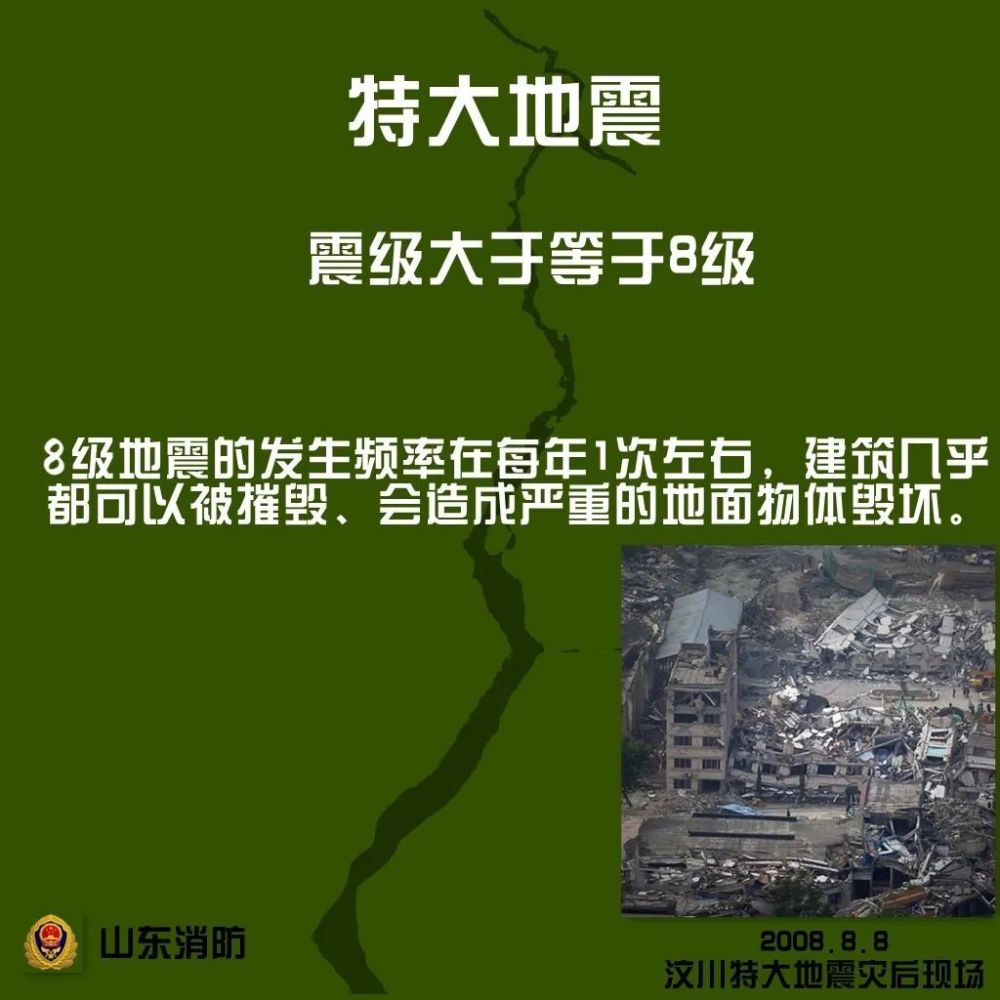 特大地震
震级大于等于8级
8级地震的发生频率在每年1次左右，建筑几乎
都可以被摧毁、会造成严重的地面物体毁坏。
山东消防
2008.8.8
汶川特大地震灾后现场